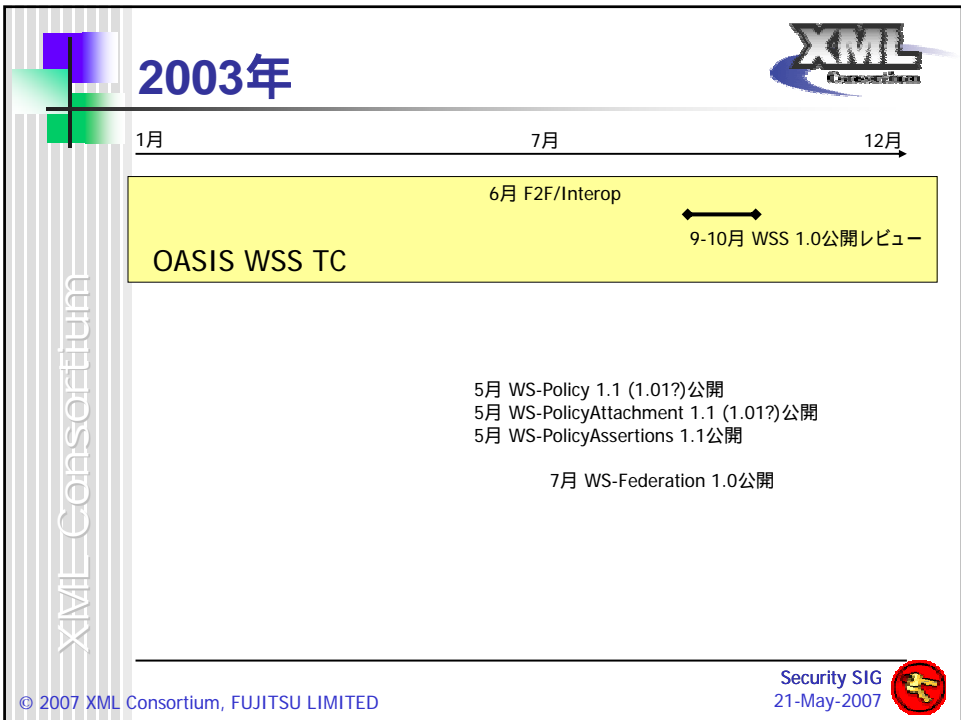 2003年
XML
Consortium
1月
7月
12月
6月 F2F/Interop
9-10月 WSS 1.0公開レビュー
OASIS WSS TC
5月 WS-Policy 1.1 (1.01?)公開
5月 WS-PolicyAttachment 1.1 (1.01?)公開
5月 WS-PolicyAssertions 1.1公開
7月 WS-Federation 1.0公開
XML Consortium
Security SIG
© 2007 XML Consortium, FUJITSU LIMITED
21-May-2007